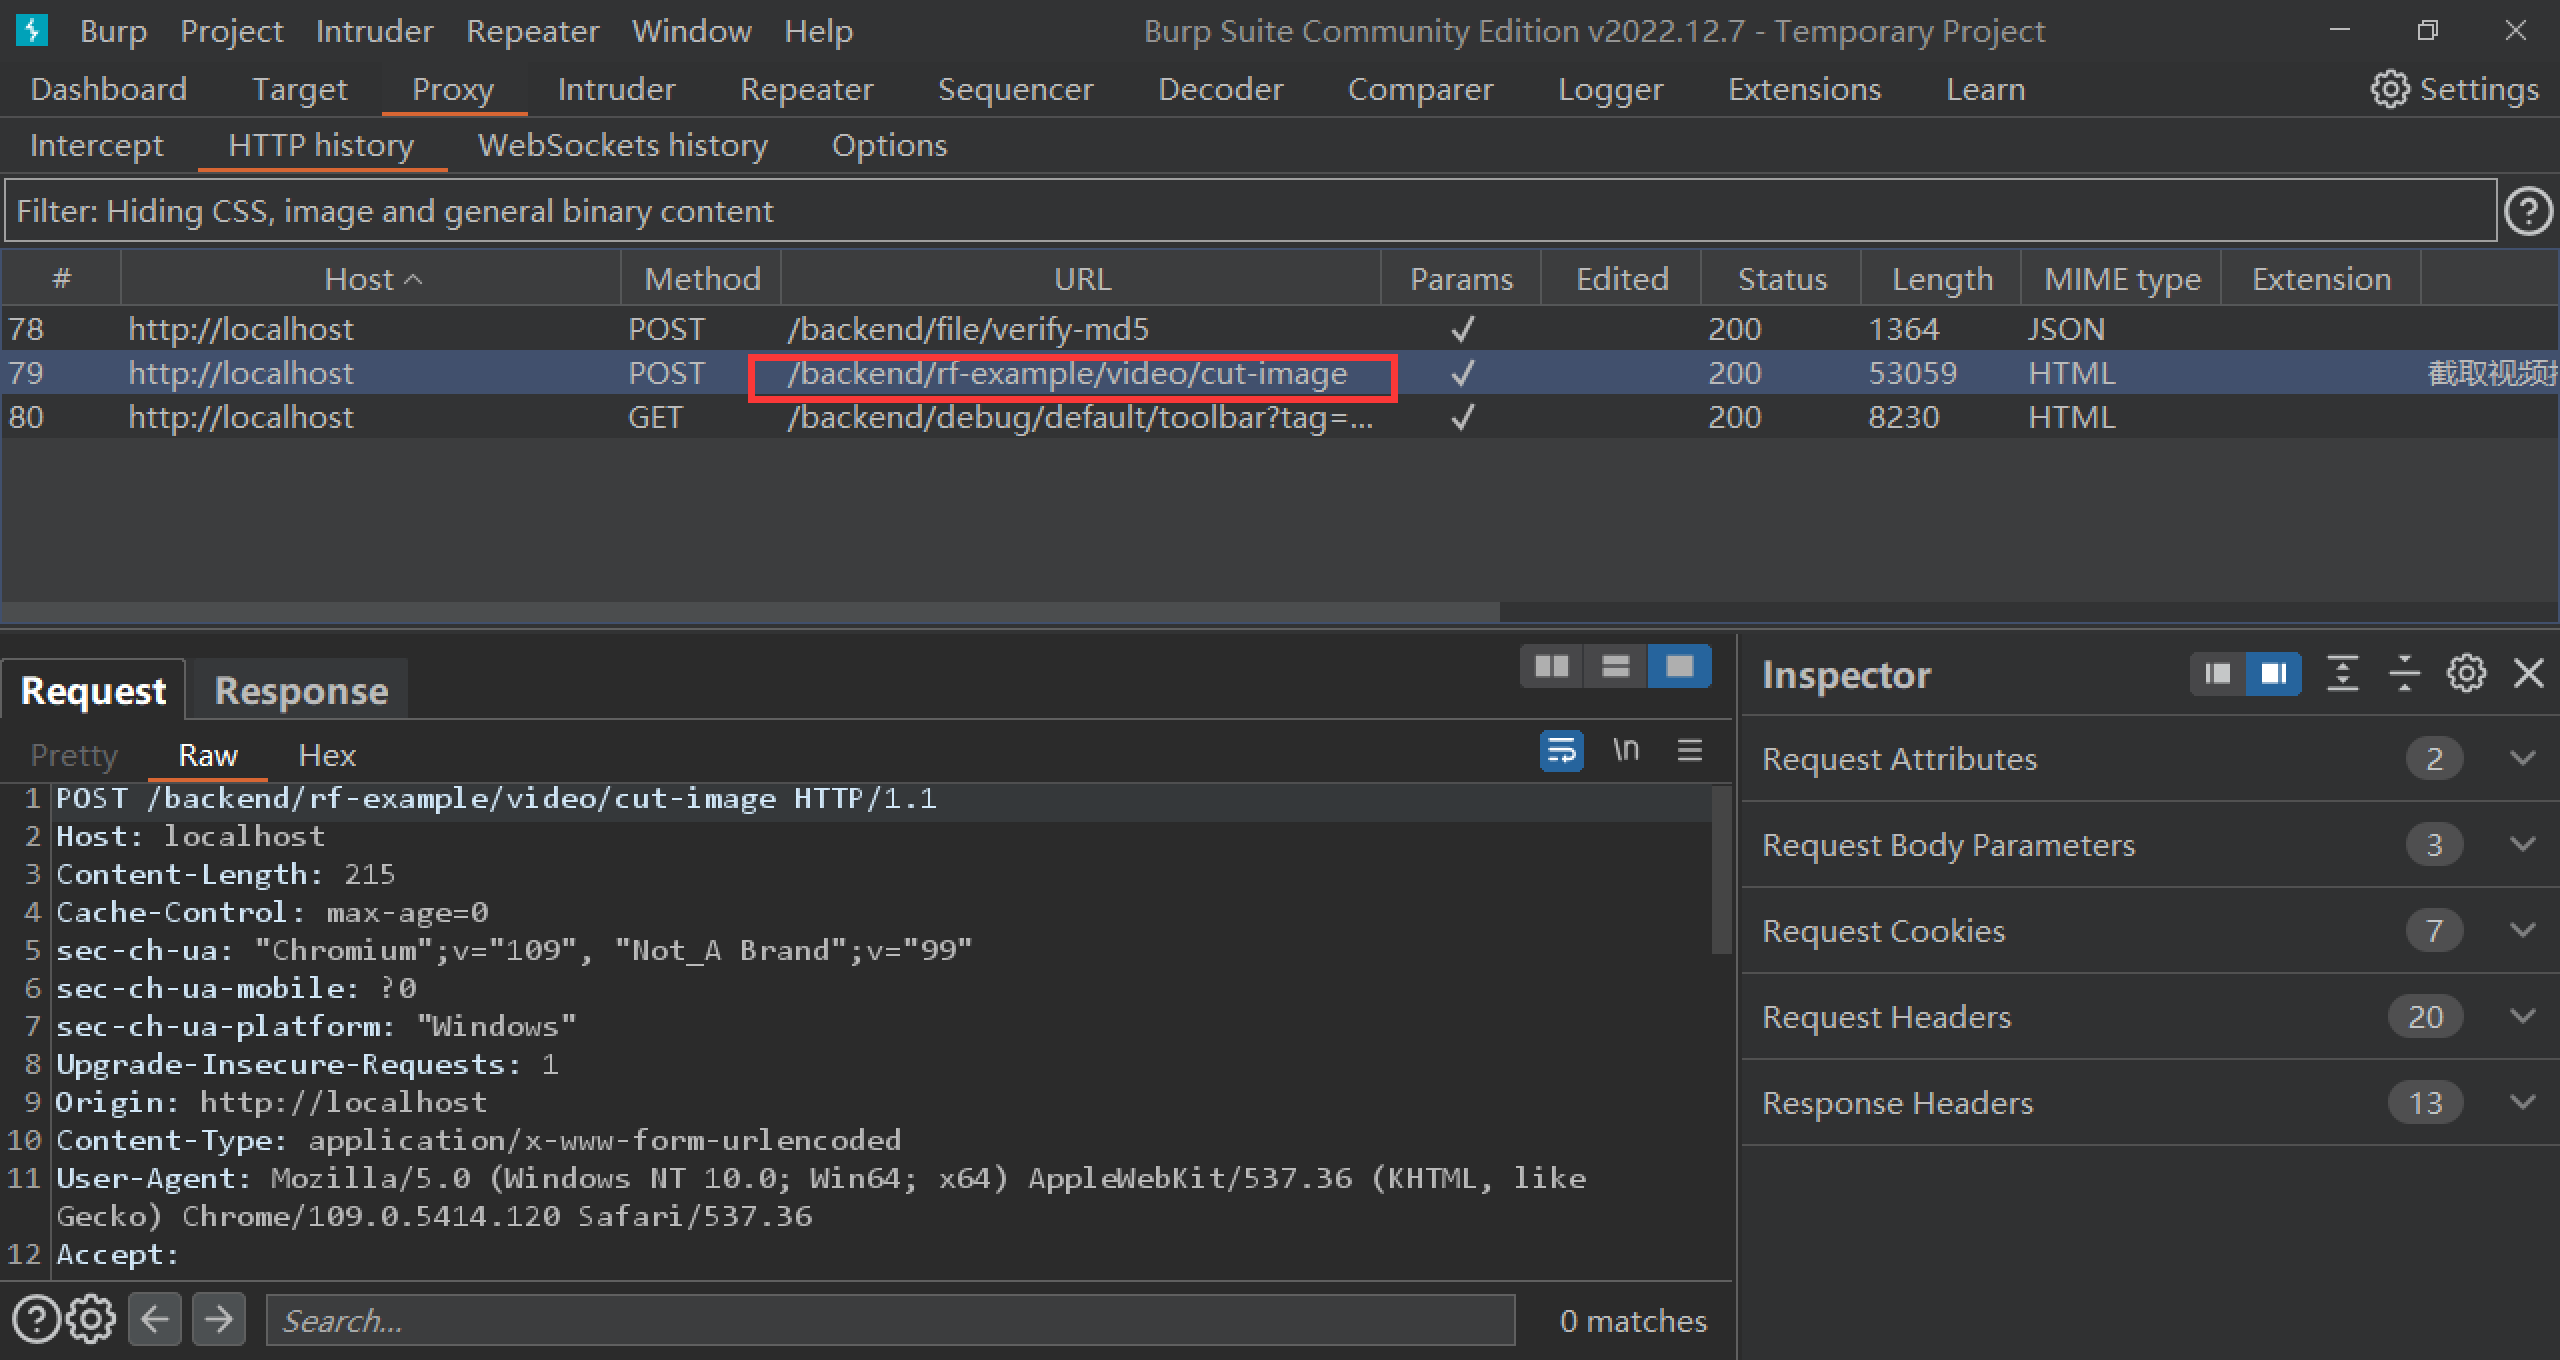 Burp Project Intruder Repeater Window Help Burp Suite Community Edition v2022.12.7 - Temporary Project
Dashboard Target Proxy Intruder Repeater Sequencer Decoder Comparer Logger Extensions Learn Settings
Intercept HTTP history WebSockets history Options
Filter: Hiding CSS, image and general binary content
# Host Method URL Params Edited Status Length MIME type Extension
78 http://localhost POST /backend/file/verify-md5 ✓ 200 1364 JSON
79 http://localhost POST /backend/rf-example/video/cut-image ✓ 200 53059 HTML 截取视频
80 http://localhost GET /backend/debug/default/toolbar?tag=... ✓ 200 8230 HTML
Request Response
Pretty Raw Hex \n
1 POST /backend/rf-example/video/cut-image HTTP/1.1
2 Host: localhost
3 Content-Length: 215
4 Cache-Control: max-age=0
5 sec-ch-ua: "Chromium";v="109", "Not_A Brand";v="99"
6 sec-ch-ua-mobile: ?0
7 sec-ch-ua-platform: "Windows"
8 Upgrade-Insecure-Requests: 1
9 Origin: http://localhost
10 Content-Type: application/x-www-form-urlencoded
11 User-Agent: Mozilla/5.0 (Windows NT 10.0; Win64; x64) AppleWebKit/537.36 (KHTML, like
Gecko) Chrome/109.0.5414.120 Safari/537.36
12 Accept:
Search... 0 matches
Inspector
Request Attributes 2
Request Body Parameters 3
Request Cookies 7
Request Headers 20
Response Headers 13